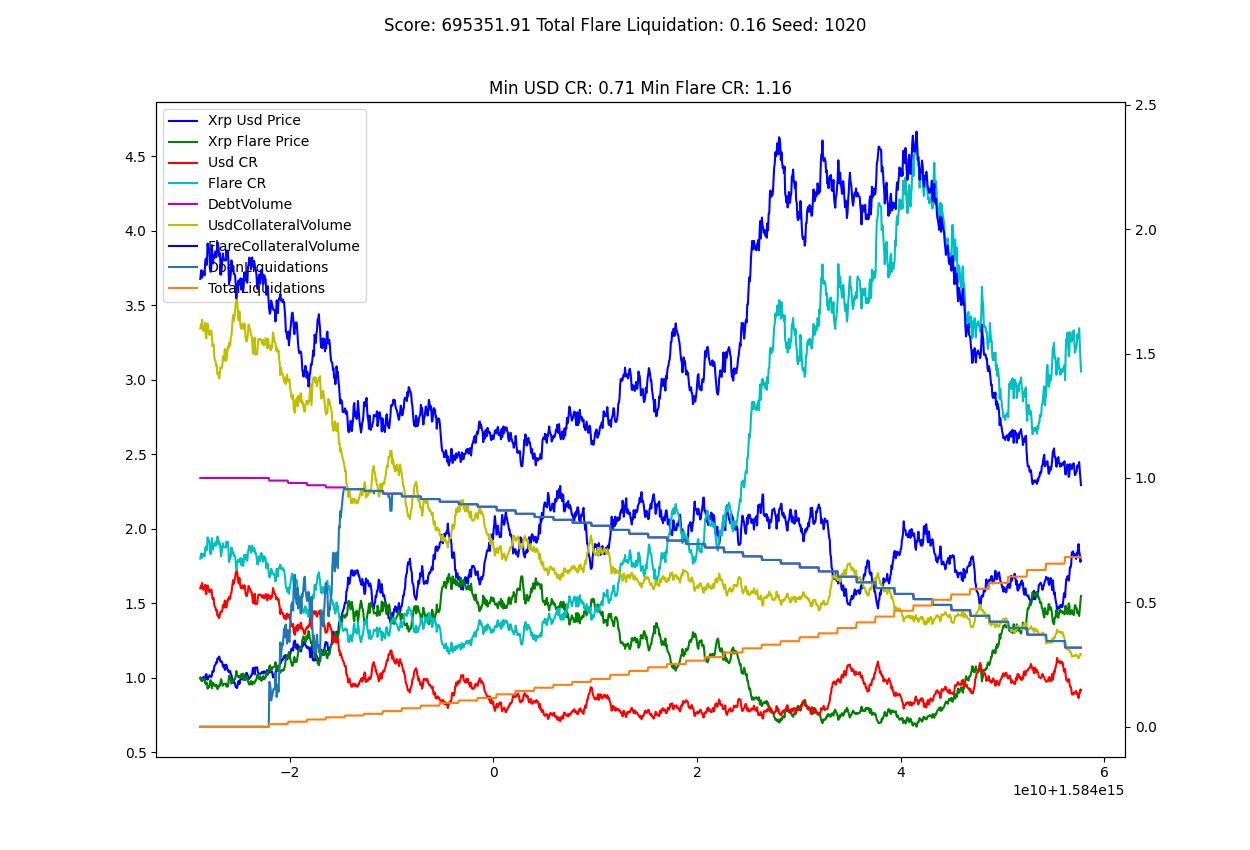 Score: 695351.91 Total Flare Liquidation: 0.16 Seed: 1020
Min USD CR: 0.71 Min Flare CR: 1.16
Xrp Usd Price
Xrp Flare Price
Usd CR
Flare CR
DebtVolume
UsdCollateralVolume
FlareCollateralVolume
OpenLiquidations
TotalLiquidations
4.5
4.0
3.5
3.0
2.5
2.0
1.5
1.0
0.5
2.5
2.0
1.5
1.0
0.5
0.0
−2 0 2 4 6
1e10+1.584e15